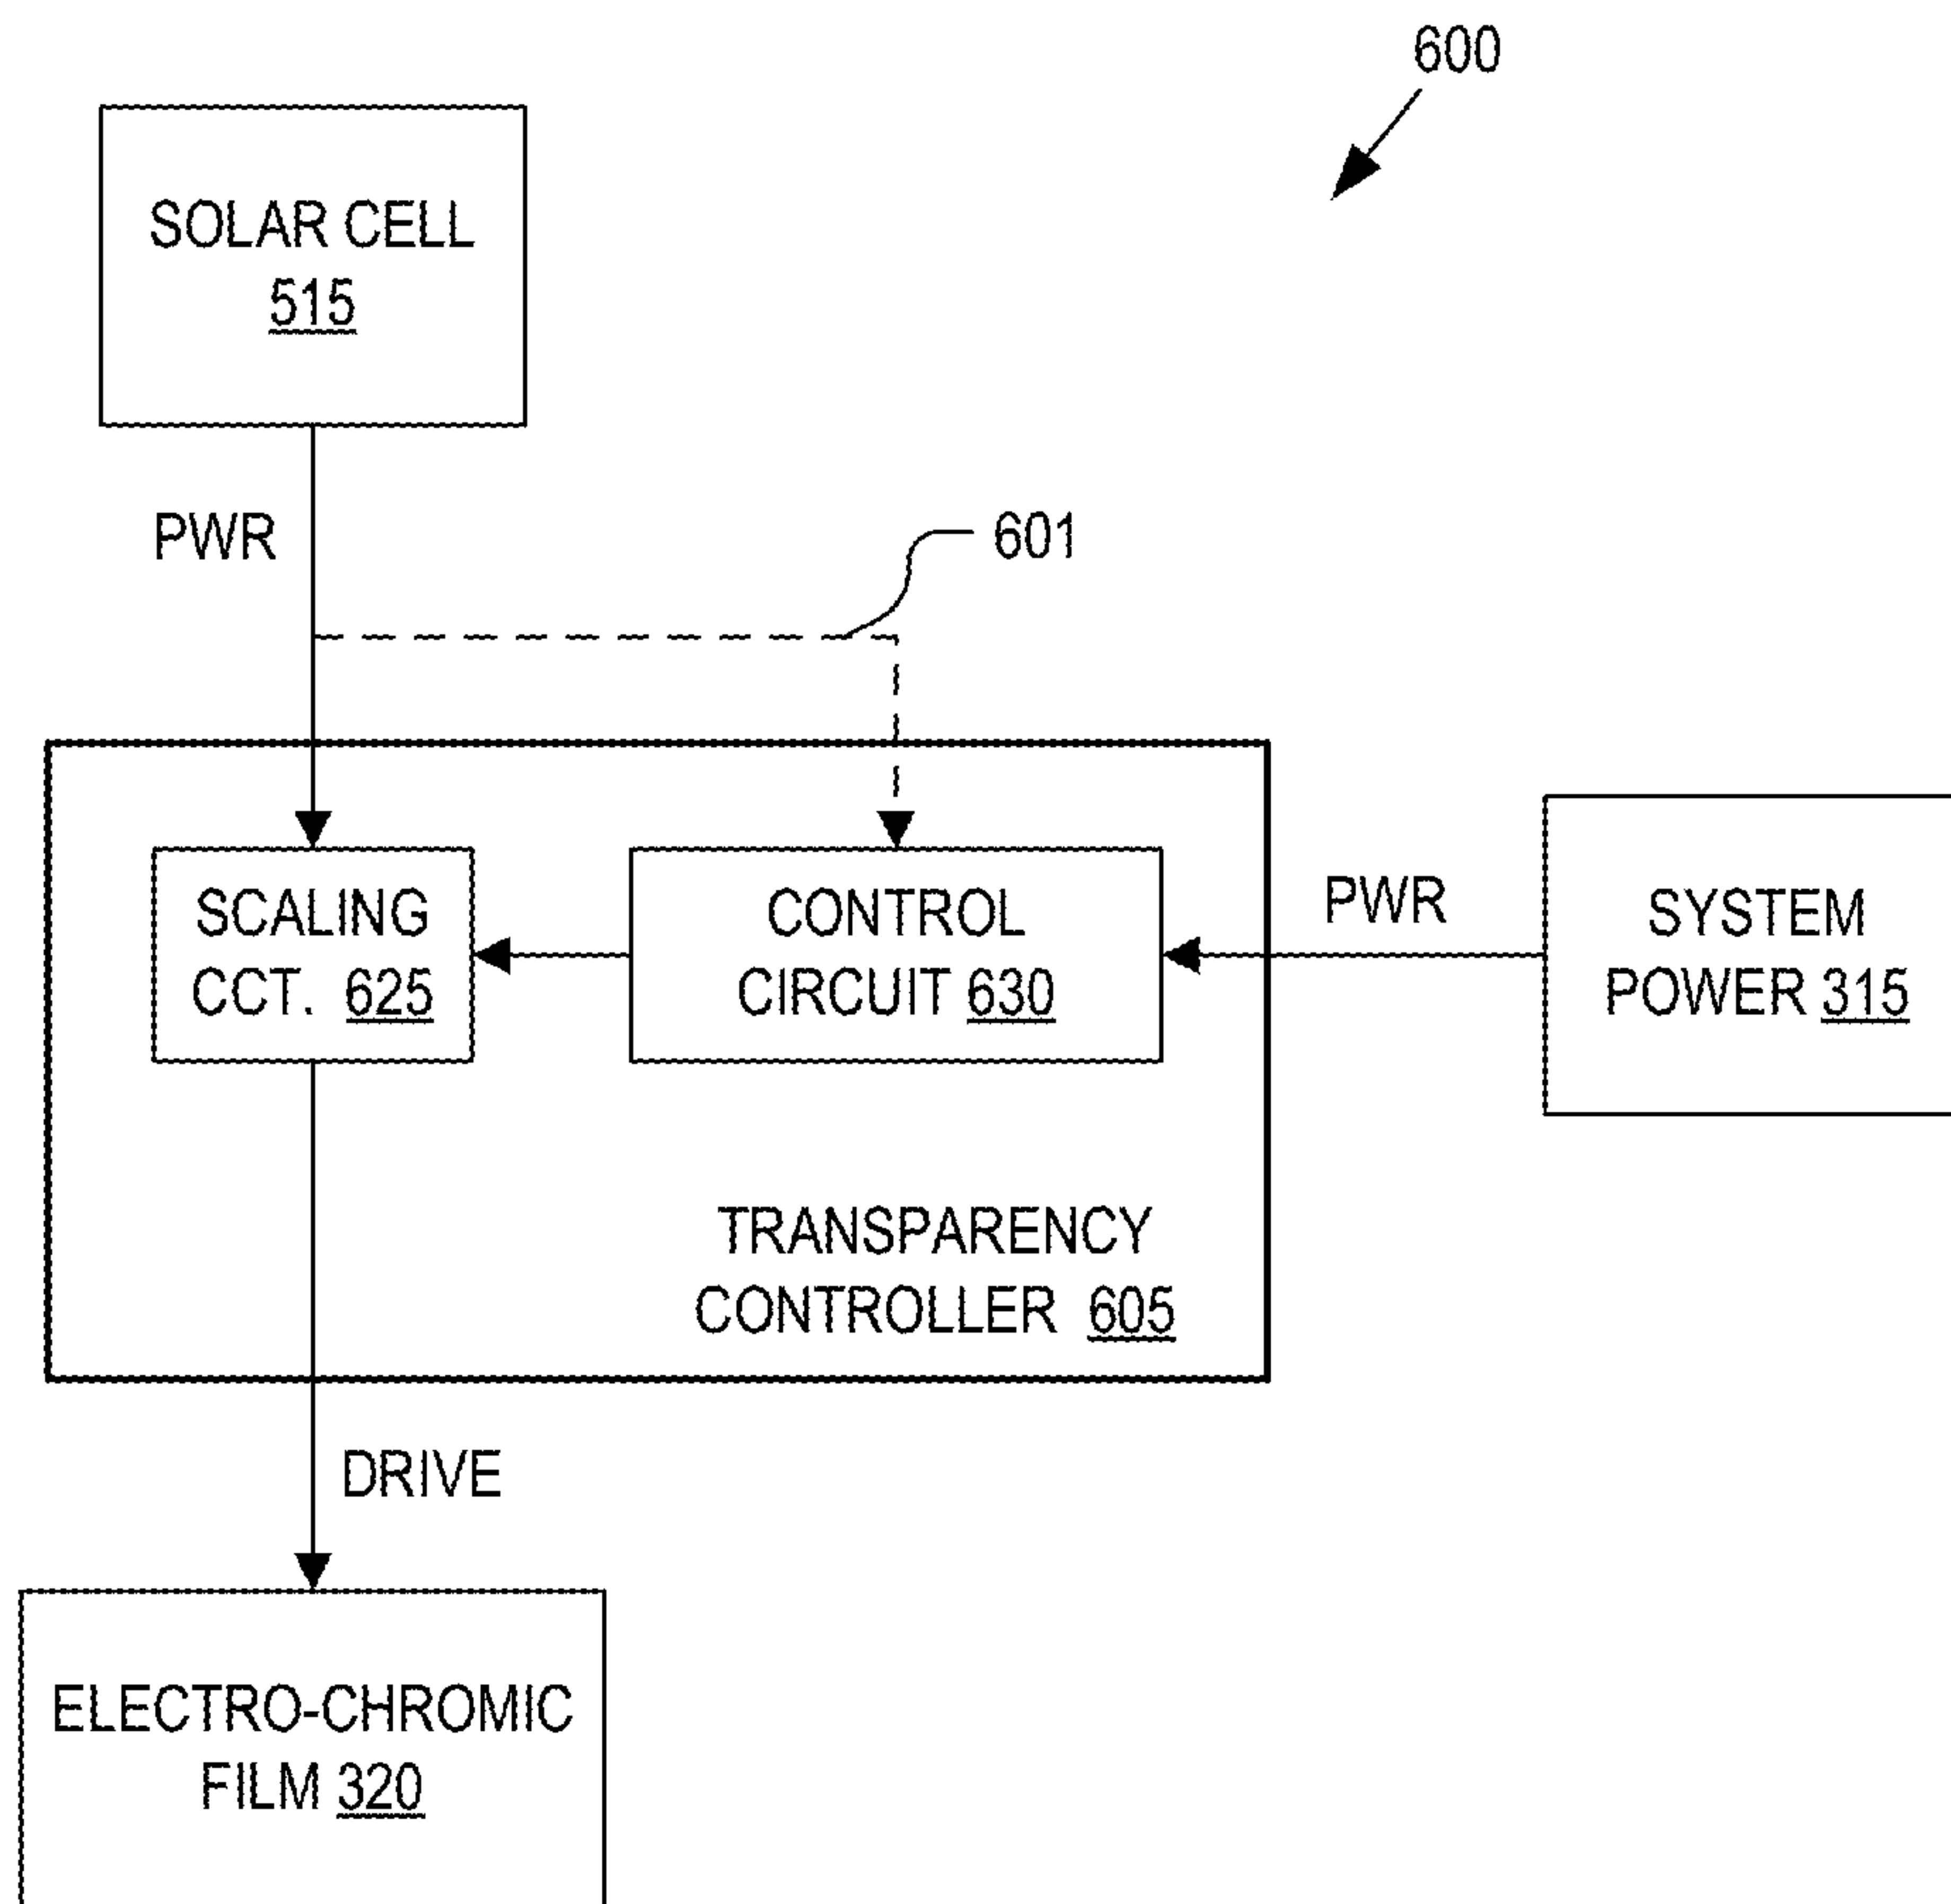 600
SOLAR CELL
515
PWR
601
SCALING
CCT. 625
CONTROL
CIRCUIT 630
PWR
SYSTEM
POWER 315
TRANSPARENCY
CONTROLLER 605
DRIVE
ELECTRO-CHROMIC
FILM 320